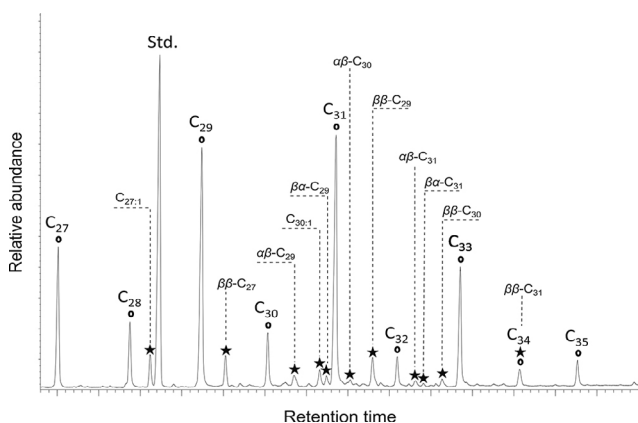 Std.
αβ-C₃₀
C₃₁
ββ-C₂₉
C₂₉
αβ-C₃₁
C₂₇:₁
βα-C₂₉
βα-C₃₁
C₂₇
C₃₀:₁
ββ-C₃₀
C₃₃
αβ-C₂₉
ββ-C₂₇
ββ-C₃₁
C₂₈
C₃₀
C₃₂
C₃₄
C₃₅
Relative abundance
Retention time